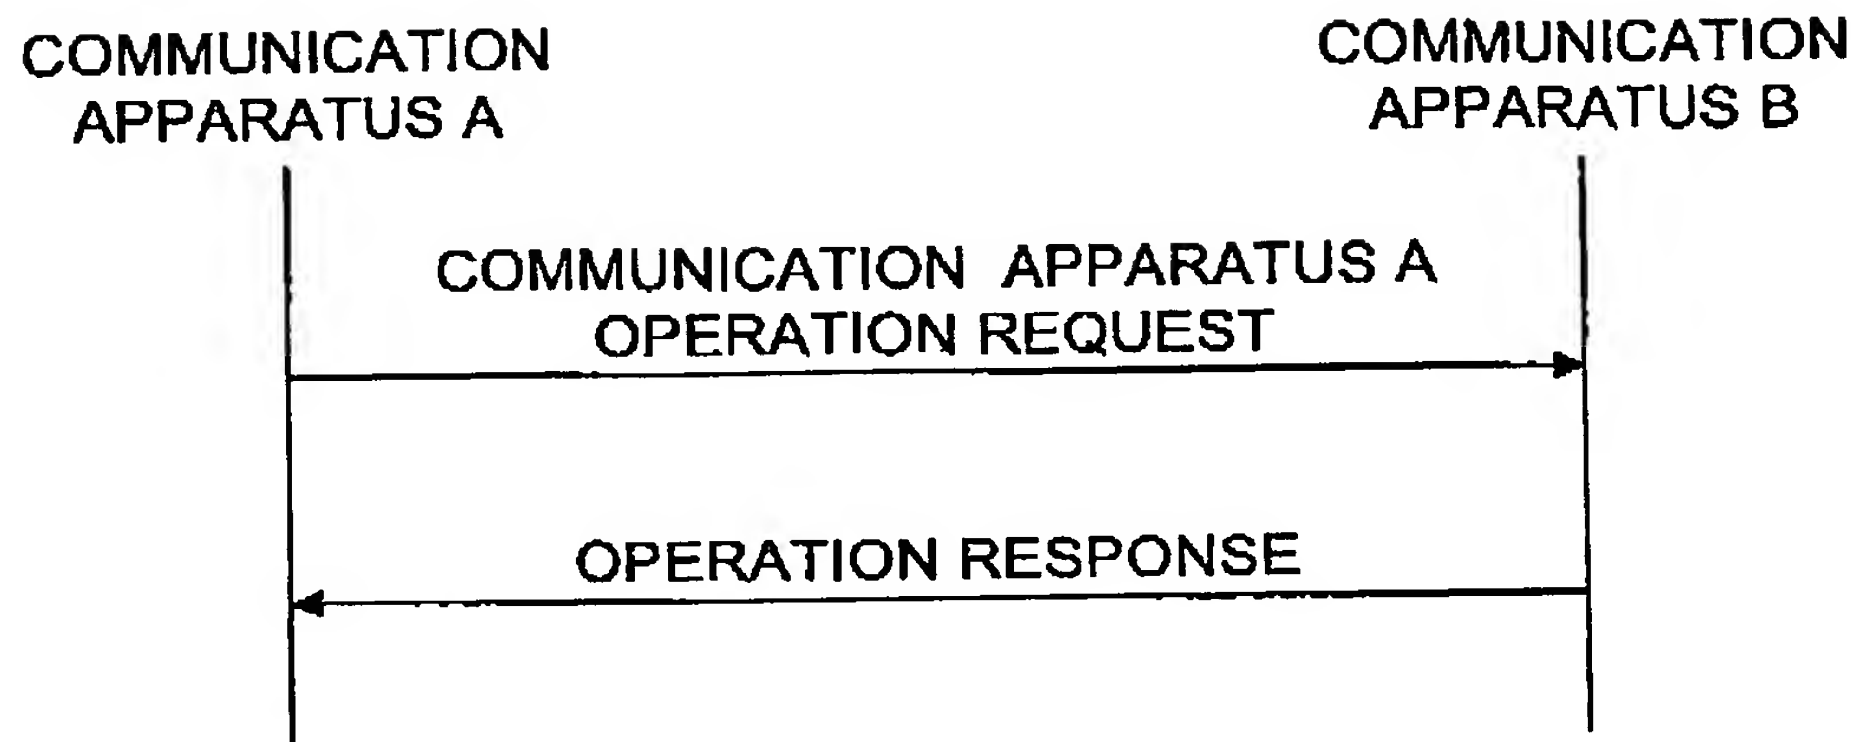 COMMUNICATION
APPARATUS A
COMMUNICATION
APPARATUS B
COMMUNICATION APPARATUS A
OPERATION REQUEST
OPERATION RESPONSE